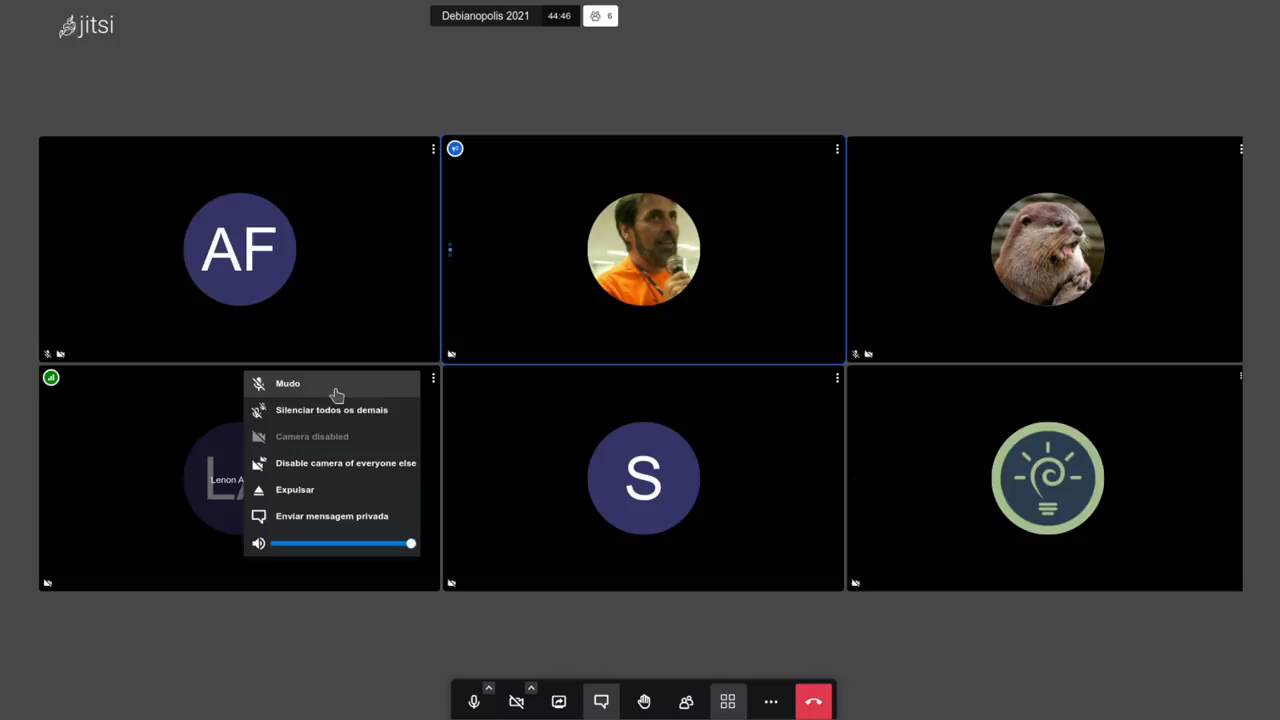 jitsi
Debianopolis 2021
44:46
6
AF
Lenon A
Mudo
Silenciar todos os demais
Camera disabled
Disable camera of everyone else
Expulsar
Enviar mensagem privada
S